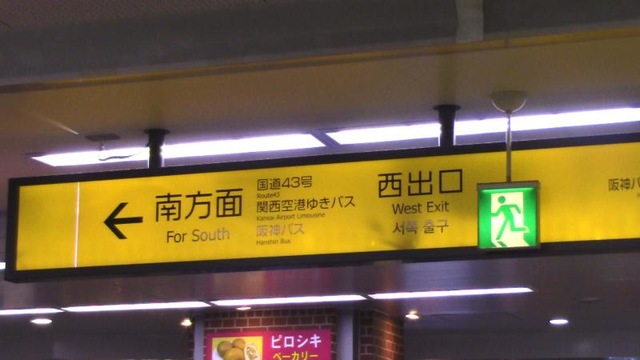 南方面
For South
国道43号
Route43
関西空港ゆきバス
Kansai Airport Limousine
阪神バス
Hanshin Bus
西出口
West Exit
서쪽 출구
阪神バ
ピロシキ
ベーカリー